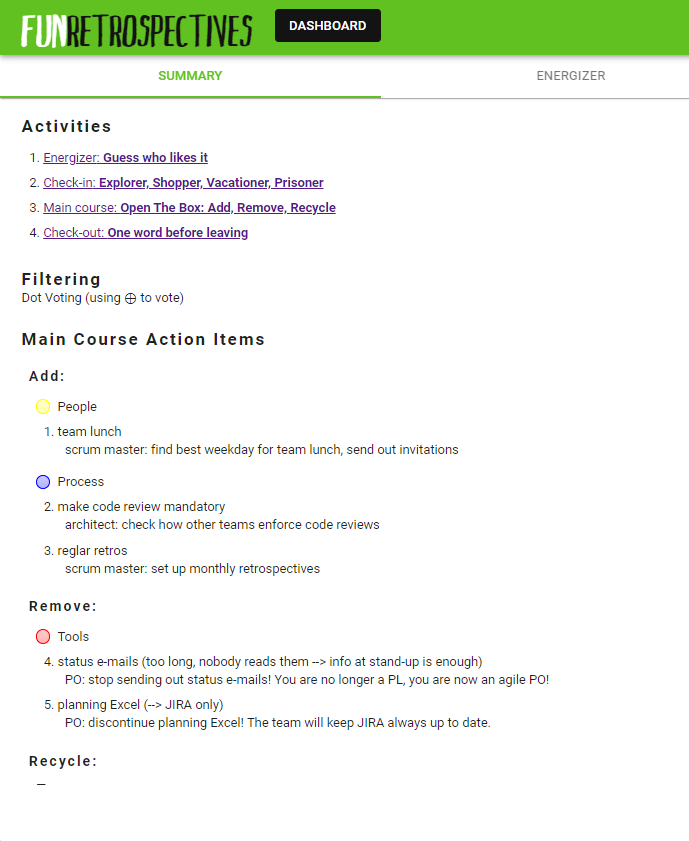 FUNRETROSPECTIVES
DASHBOARD
SUMMARY
ENERGIZER
Activities
1. Energizer: Guess who likes it
2. Check-in: Explorer, Shopper, Vacationer, Prisoner
3. Main course: Open The Box: Add, Remove, Recycle
4. Check-out: One word before leaving
Filtering
Dot Voting (using ⊕ to vote)
Main Course Action Items
Add:
People
1. team lunch
scrum master: find best weekday for team lunch, send out invitations
Process
2. make code review mandatory
architect: check how other teams enforce code reviews
3. reglar retros
scrum master: set up monthly retrospectives
Remove:
Tools
4. status e-mails (too long, nobody reads them --> info at stand-up is enough)
PO: stop sending out status e-mails! You are no longer a PL, you are now an agile PO!
5. planning Excel (--> JIRA only)
PO: discontinue planning Excel! The team will keep JIRA always up to date.
Recycle:
—